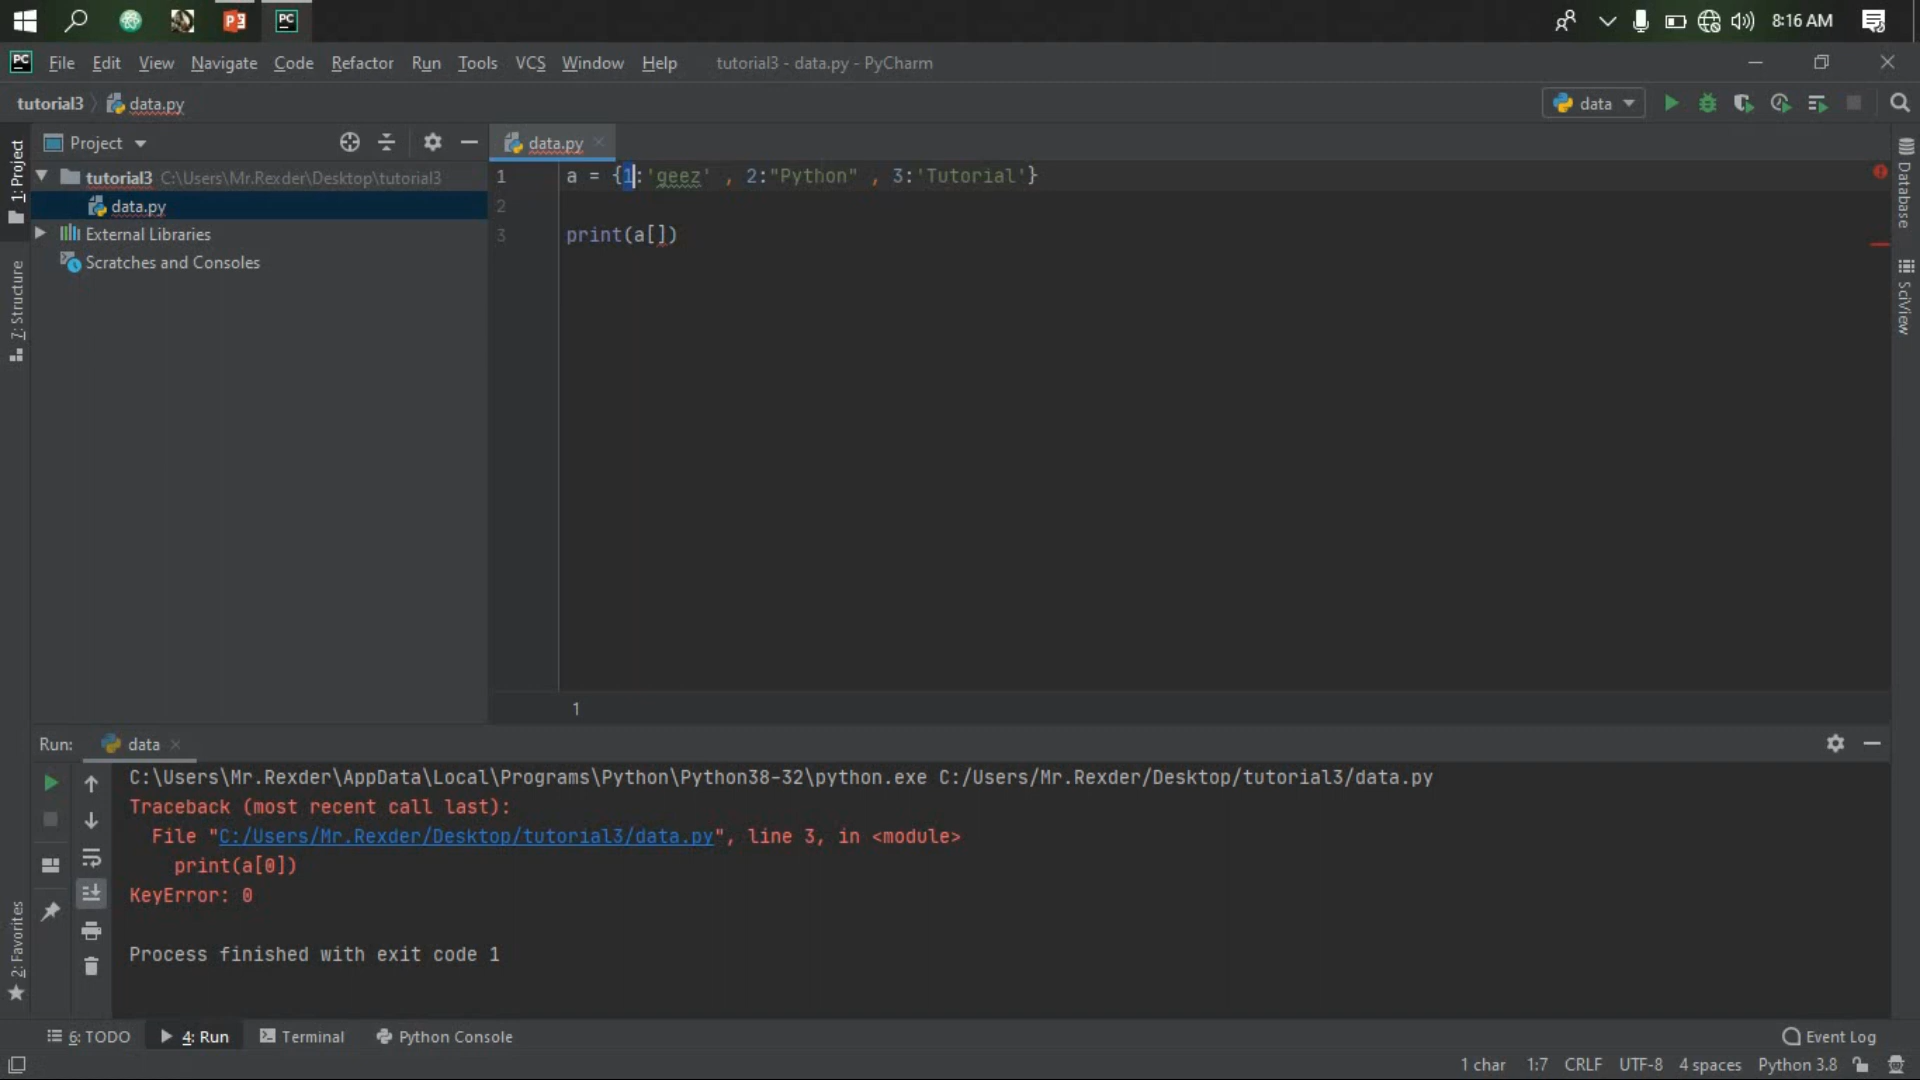 8:16 AM
File Edit View Navigate Code Refactor Run Tools VCS Window Help tutorial3 - data.py - PyCharm
tutorial3 data.py data
1: Project
Project
data.py
tutorial3 C:\Users\Mr.Rexder\Desktop\tutorial3
data.py
External Libraries
Scratches and Consoles
7: Structure
1 a = {1:'geez' , 2:"Python" , 3:'Tutorial'}
2
3 print(a[])
1
Database
SciView
Run: data
C:\Users\Mr.Rexder\AppData\Local\Programs\Python\Python38-32\python.exe C:/Users/Mr.Rexder/Desktop/tutorial3/data.py
Traceback (most recent call last):
File "C:/Users/Mr.Rexder/Desktop/tutorial3/data.py", line 3, in <module>
print(a[0])
KeyError: 0
Process finished with exit code 1
2: Favorites
6: TODO 4: Run Terminal Python Console Event Log
1 char 1:7 CRLF UTF-8 4 spaces Python 3.8